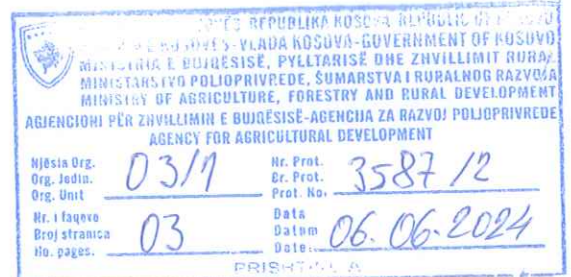 REPUBLIKA KOSOVA
KOSOVËS-VLADA KOSOVA-GOVERNMENT OF KOSOVO
MINISTRIA E BUJQËSISË, PYLLTARISË DHE ZHVILLIMIT RURAL
MINISTARSTVO POLJOPRIVREDE, ŠUMARSTVA I RURALNOG RAZVOJA
MINISTRY OF AGRICULTURE, FORESTRY AND RURAL DEVELOPMENT
AGJENCIONI PËR ZHVILLIMIN E BUJQËSISË-AGENCIJA ZA RAZVOJ POLJOPRIVREDE
AGENCY FOR AGRICULTURAL DEVELOPMENT
Njësia Org.
Org. Jedin.
Org. Unit
03/1
Nr. Prot.
Br. Prot.
Prot. No.
3587/2
Nr. i faqeve
Broj stranica
No. pages.
03
Data
Datum
Date:
06.06.2024
PRISHTINA